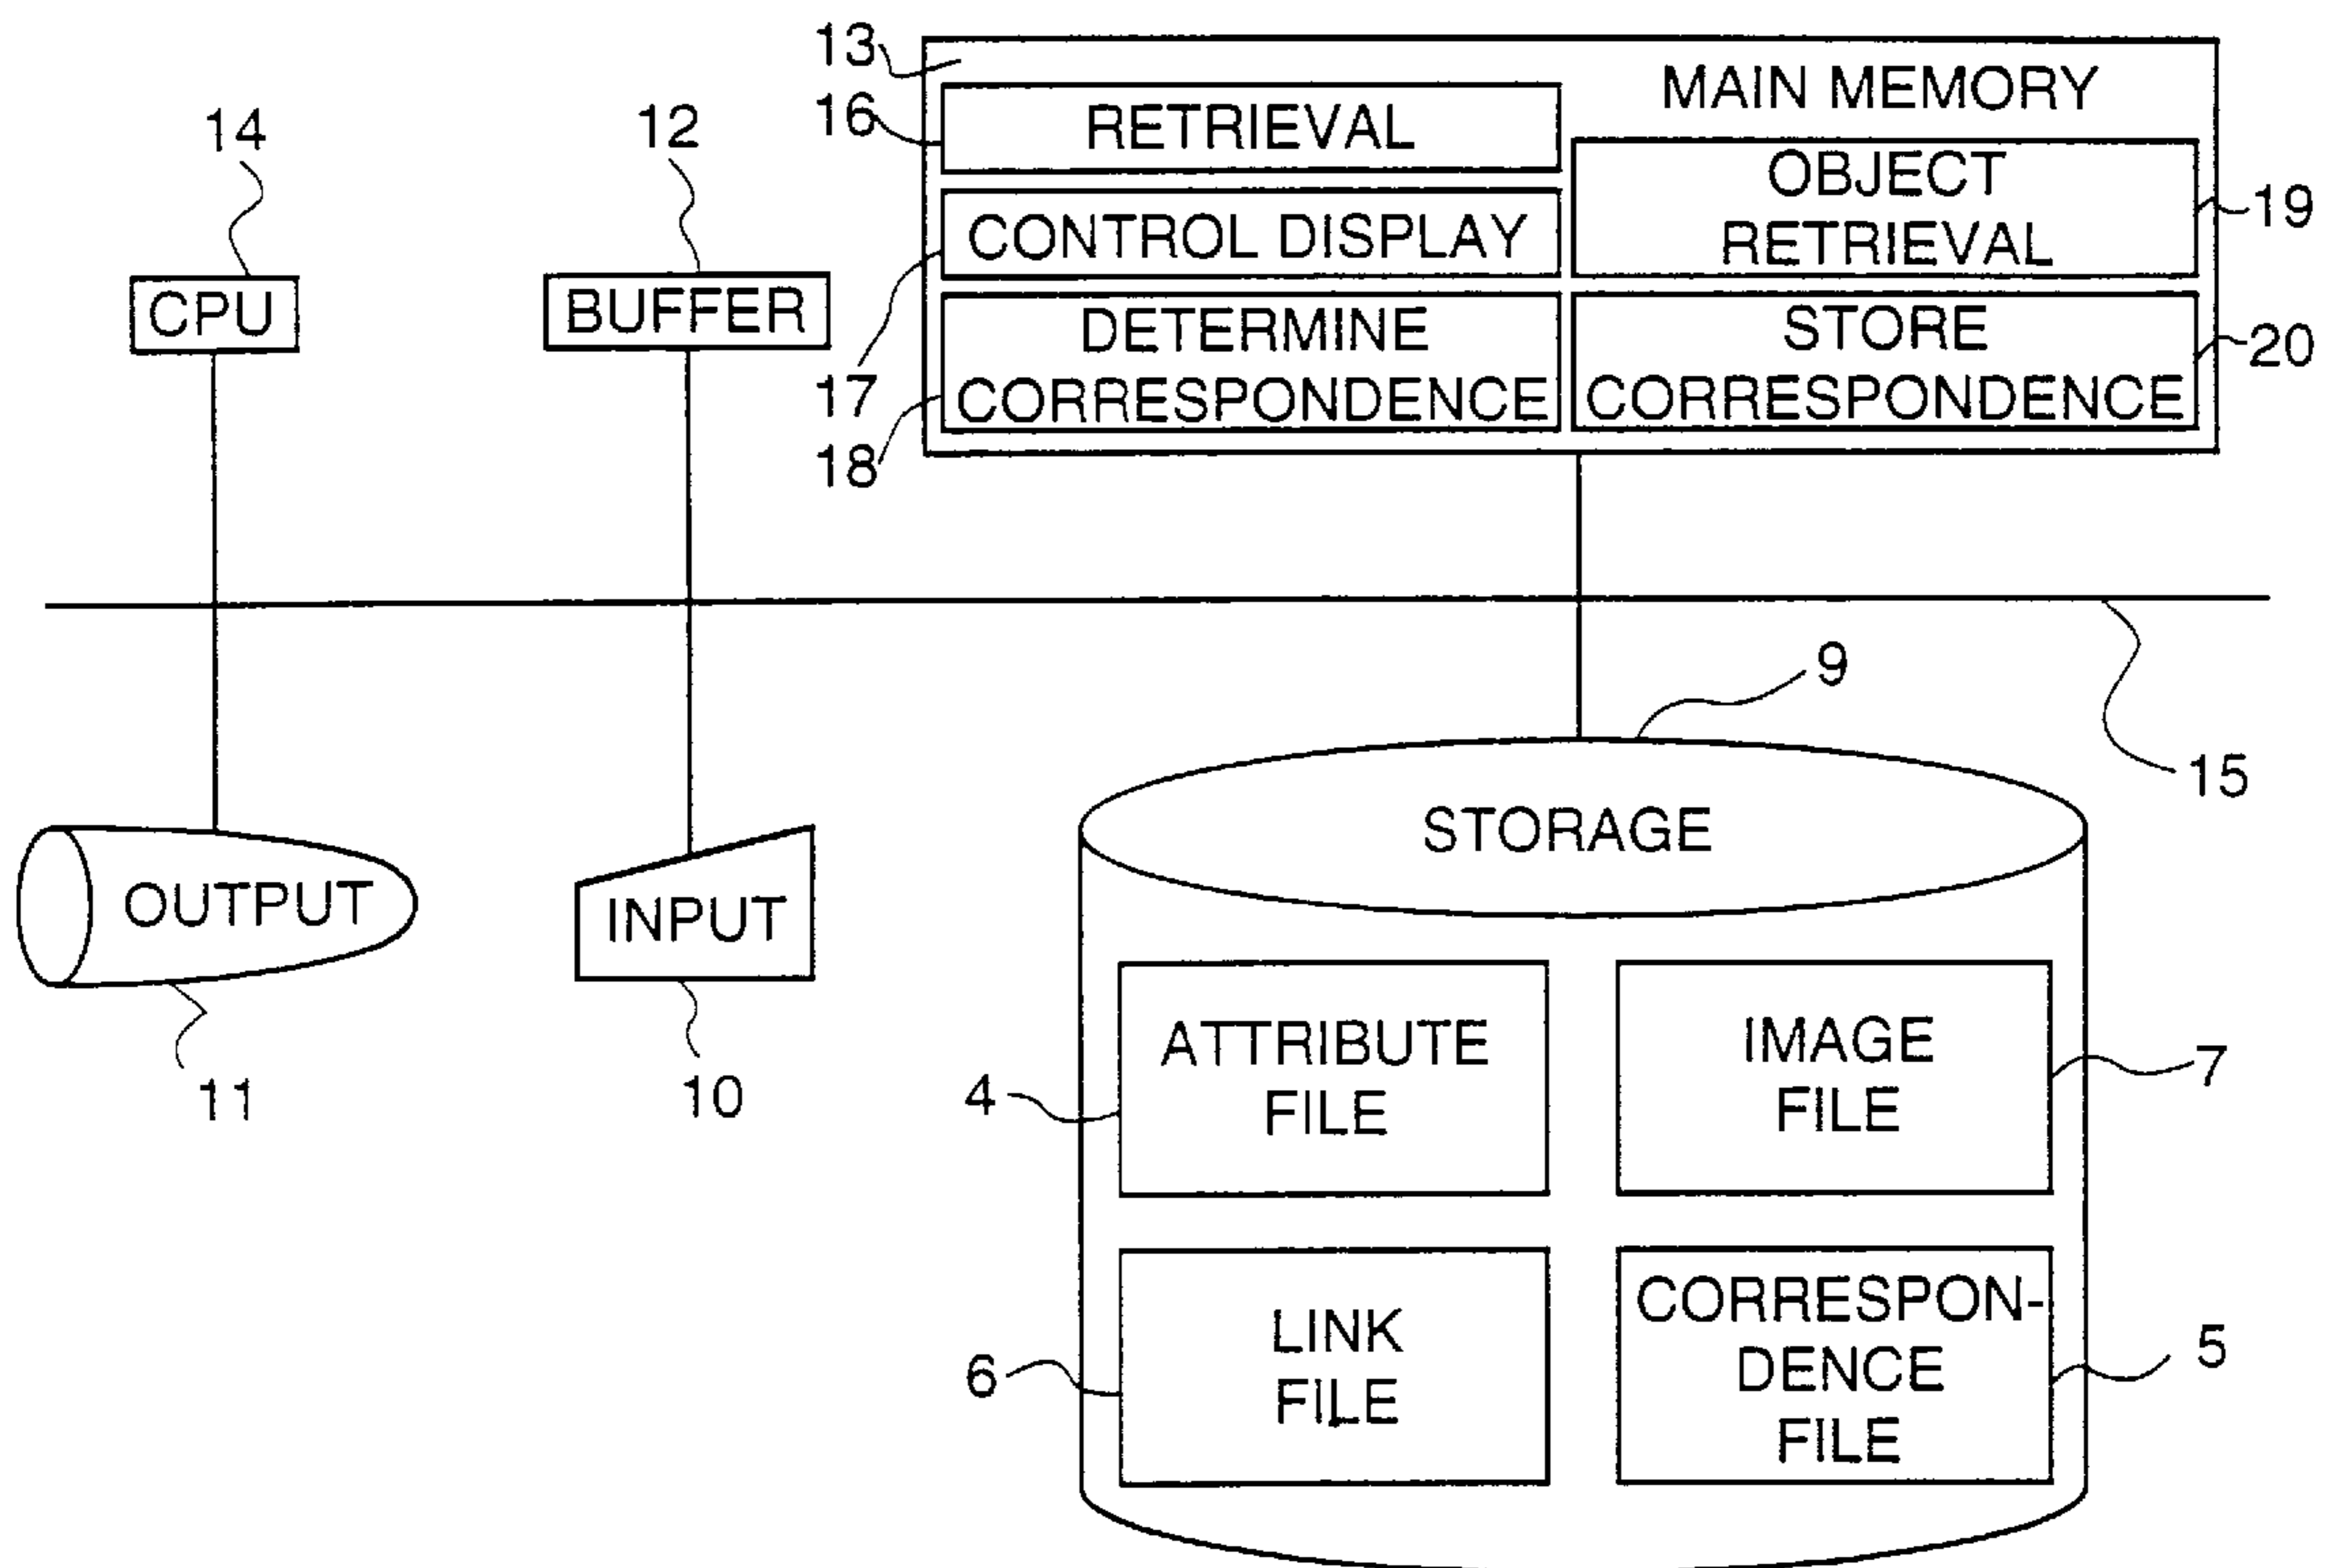 13
MAIN MEMORY
16
RETRIEVAL
14
12
OBJECT
RETRIEVAL
19
CONTROL DISPLAY
17
CPU
BUFFER
DETERMINE
CORRESPONDENCE
18
STORE
CORRESPONDENCE
20
9
15
STORAGE
OUTPUT
11
INPUT
10
ATTRIBUTE
FILE
4
IMAGE
FILE
7
LINK
FILE
6
CORRESPON-
DENCE
FILE
5